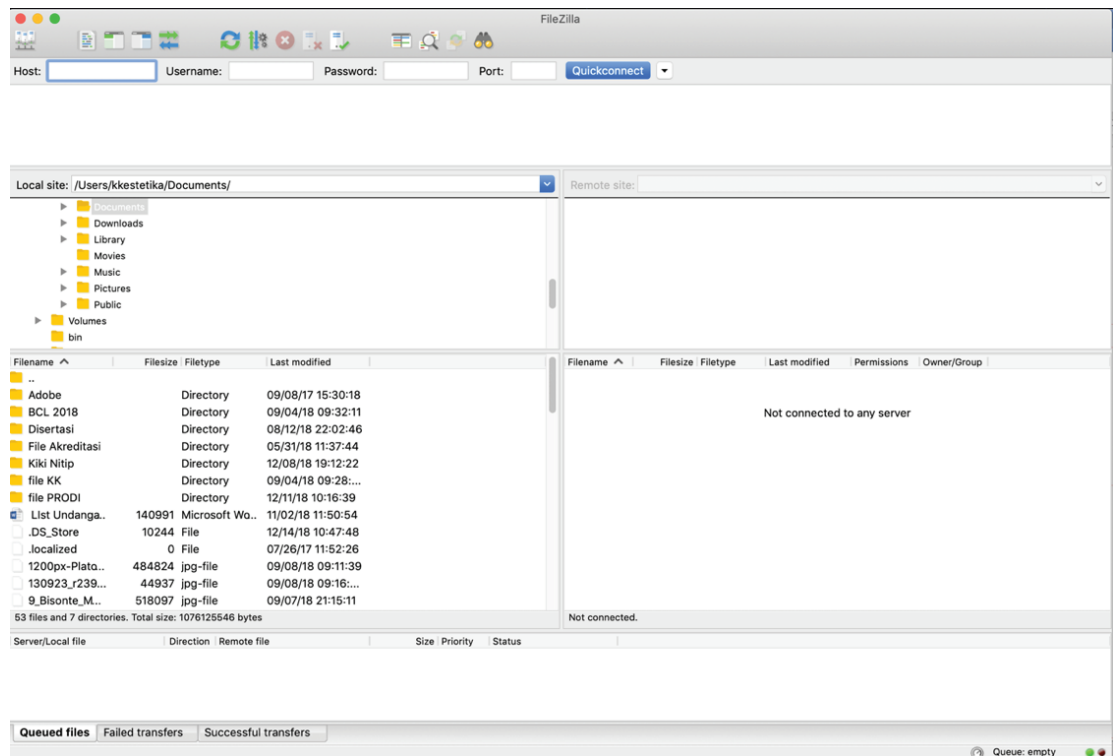 FileZilla
Host: Username: Password: Port: Quickconnect
Local site: /Users/kkestetika/Documents/
Remote site:
Documents
Downloads
Library
Movies
Music
Pictures
Public
Volumes
bin
Filename Filesize Filetype Last modified
..
Adobe Directory 09/08/17 15:30:18
BCL 2018 Directory 09/04/18 09:32:11
Disertasi Directory 08/12/18 22:02:46
File Akreditasi Directory 05/31/18 11:37:44
Kiki Nitip Directory 12/08/18 19:12:22
file KK Directory 09/04/18 09:28:...
file PRODI Directory 12/11/18 10:16:39
LIst Undanga.. 140991 Microsoft Wo.. 11/02/18 11:50:54
.DS_Store 10244 File 12/14/18 10:47:48
.localized 0 File 07/26/17 11:52:26
1200px-Plato... 484824 jpg-file 09/08/18 09:11:39
130923_r239... 44937 jpg-file 09/08/18 09:16:...
9_Bisonte_M... 518097 jpg-file 09/07/18 21:15:11
53 files and 7 directories. Total size: 1076125546 bytes
Filename Filesize Filetype Last modified Permissions Owner/Group
Not connected to any server
Not connected.
Server/Local file Direction Remote file Size Priority Status
Queued files Failed transfers Successful transfers
Queue: empty